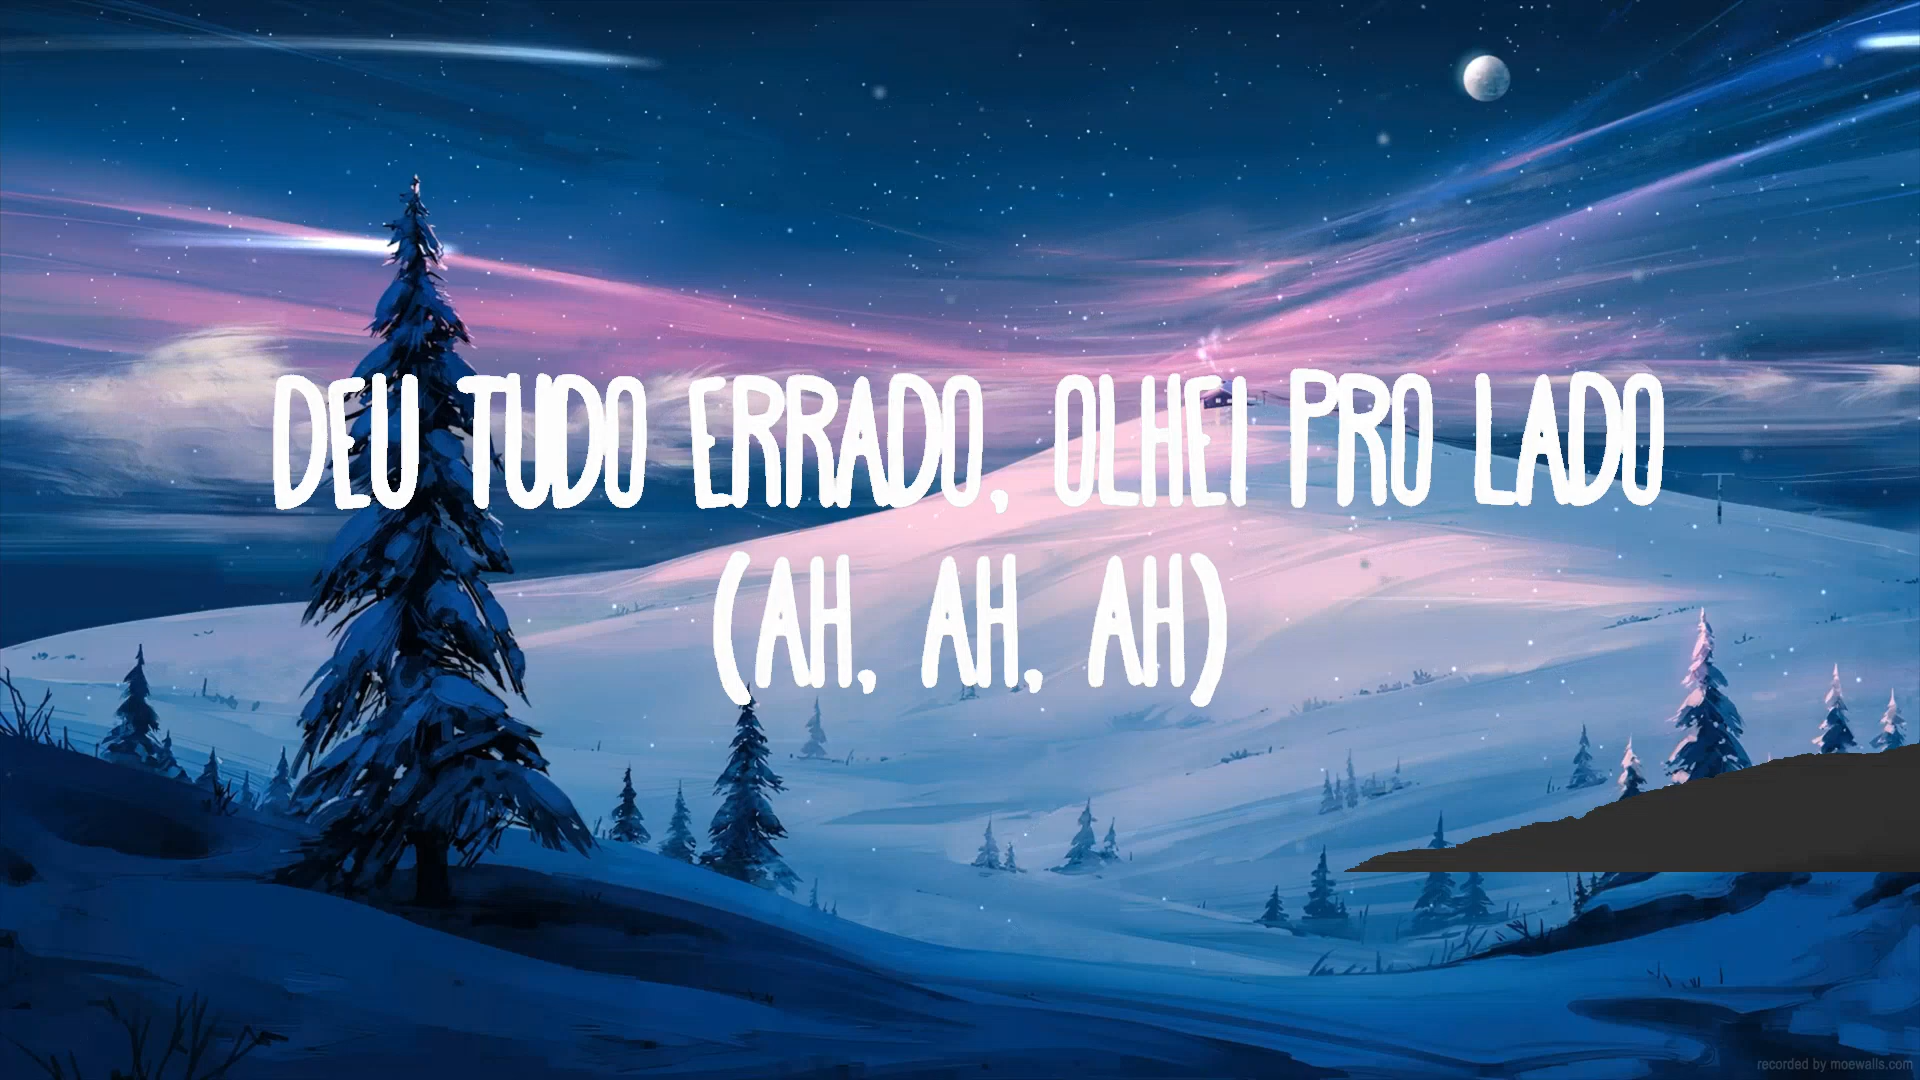 DEU TUDO ERRADO, OLHEI PRO LADO
(AH, AH, AH)
recorded by moewalls.com